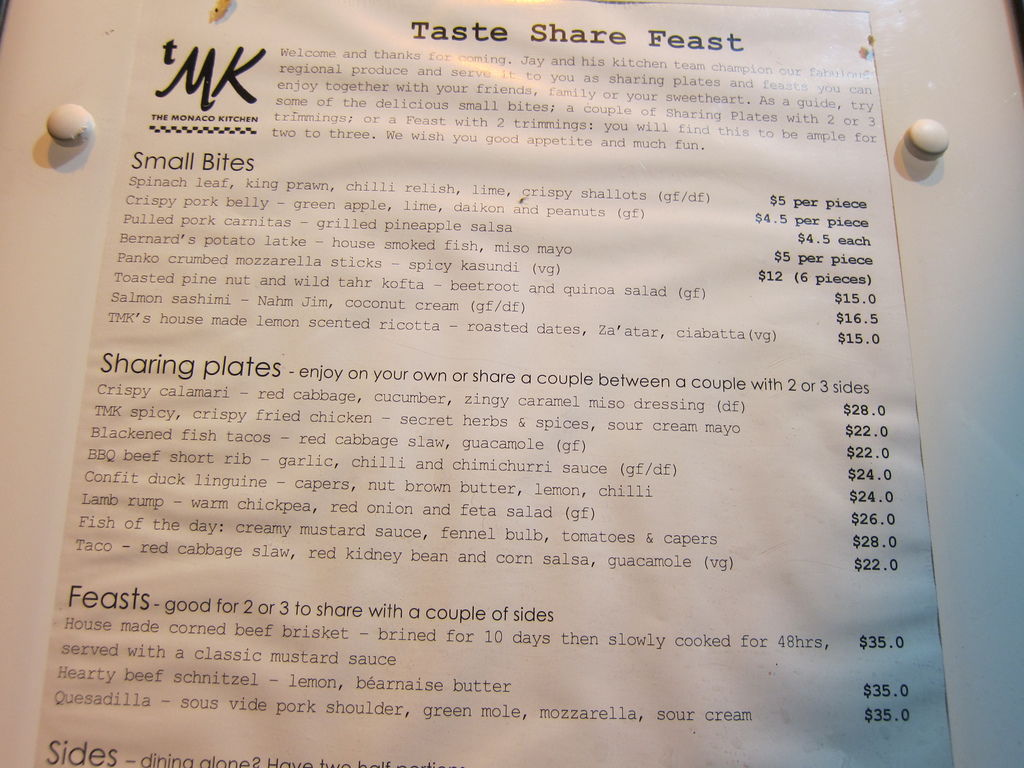 Taste Share Feast
tMK
THE MONACO KITCHEN
Welcome and thanks for coming. Jay and his kitchen team champion our fabulous
regional produce and serve it to you as sharing plates and feasts you can
enjoy together with your friends, family or your sweetheart. As a guide, try
some of the delicious small bites; a couple of Sharing Plates with 2 or 3
trimmings; or a Feast with 2 trimmings: you will find this to be ample for
two to three. We wish you good appetite and much fun.
Small Bites
Spinach leaf, king prawn, chilli relish, lime, crispy shallots (gf/df) $5 per piece
Crispy pork belly – green apple, lime, daikon and peanuts (gf) $4.5 per piece
Pulled pork carnitas – grilled pineapple salsa $4.5 each
Bernard's potato latke – house smoked fish, miso mayo $5 per piece
Panko crumbed mozzarella sticks – spicy kasundi (vg) $12 (6 pieces)
Toasted pine nut and wild tahr kofta – beetroot and quinoa salad (gf) $15.0
Salmon sashimi – Nahm Jim, coconut cream (gf/df) $16.5
TMK's house made lemon scented ricotta – roasted dates, Za'atar, ciabatta(vg) $15.0
Sharing plates - enjoy on your own or share a couple between a couple with 2 or 3 sides
Crispy calamari – red cabbage, cucumber, zingy caramel miso dressing (df) $28.0
TMK spicy, crispy fried chicken – secret herbs & spices, sour cream mayo $22.0
Blackened fish tacos – red cabbage slaw, guacamole (gf) $22.0
BBQ beef short rib – garlic, chilli and chimichurri sauce (gf/df) $24.0
Confit duck linguine – capers, nut brown butter, lemon, chilli $24.0
Lamb rump – warm chickpea, red onion and feta salad (gf) $26.0
Fish of the day: creamy mustard sauce, fennel bulb, tomatoes & capers $28.0
Taco – red cabbage slaw, red kidney bean and corn salsa, guacamole (vg) $22.0
Feasts - good for 2 or 3 to share with a couple of sides
House made corned beef brisket – brined for 10 days then slowly cooked for 48hrs, $35.0
served with a classic mustard sauce
Hearty beef schnitzel – lemon, béarnaise butter $35.0
Quesadilla – sous vide pork shoulder, green mole, mozzarella, sour cream $35.0
Sides – dining alone? Have two half